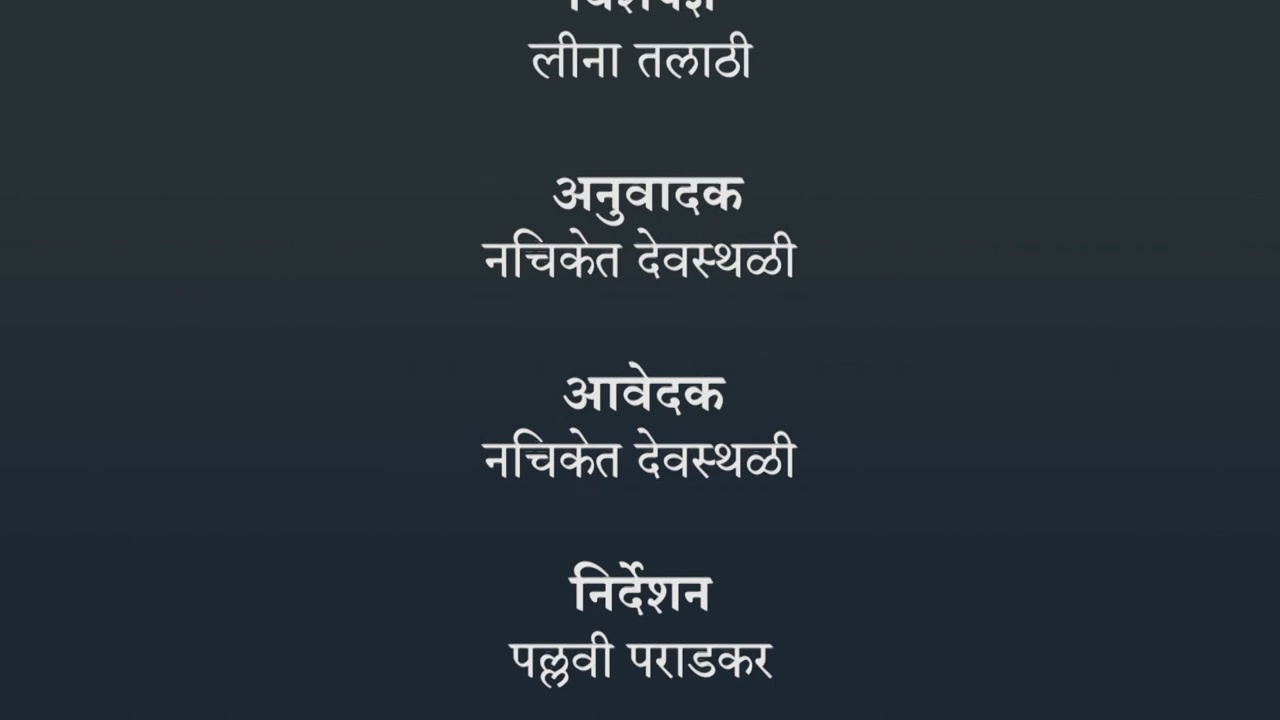 लीना तलाठी
अनुवादक
नचिकेत देवस्थळी
आवेदक
नचिकेत देवस्थळी
निर्देशन
पल्लवी पराडकर